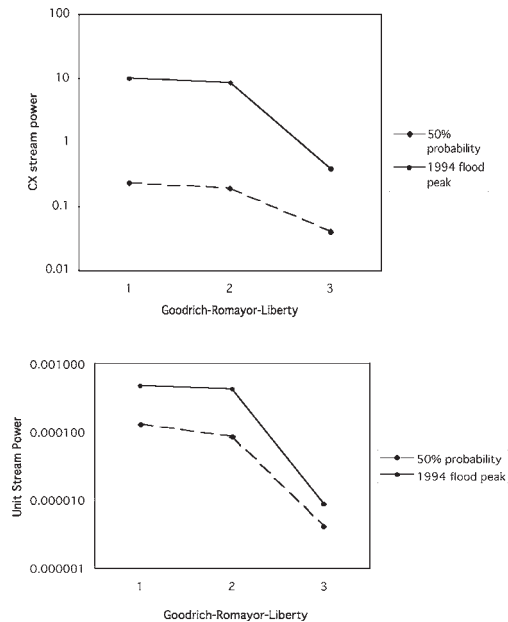 100
10
1
0.1
0.01
CX stream power
1 2 3
Goodrich-Romayor-Liberty
50%
probability
1994 flood
peak
0.001000
0.000100
0.000010
0.000001
Unit Stream Power
1 2 3
Goodrich-Romayor-Liberty
50% probability
1994 flood peak